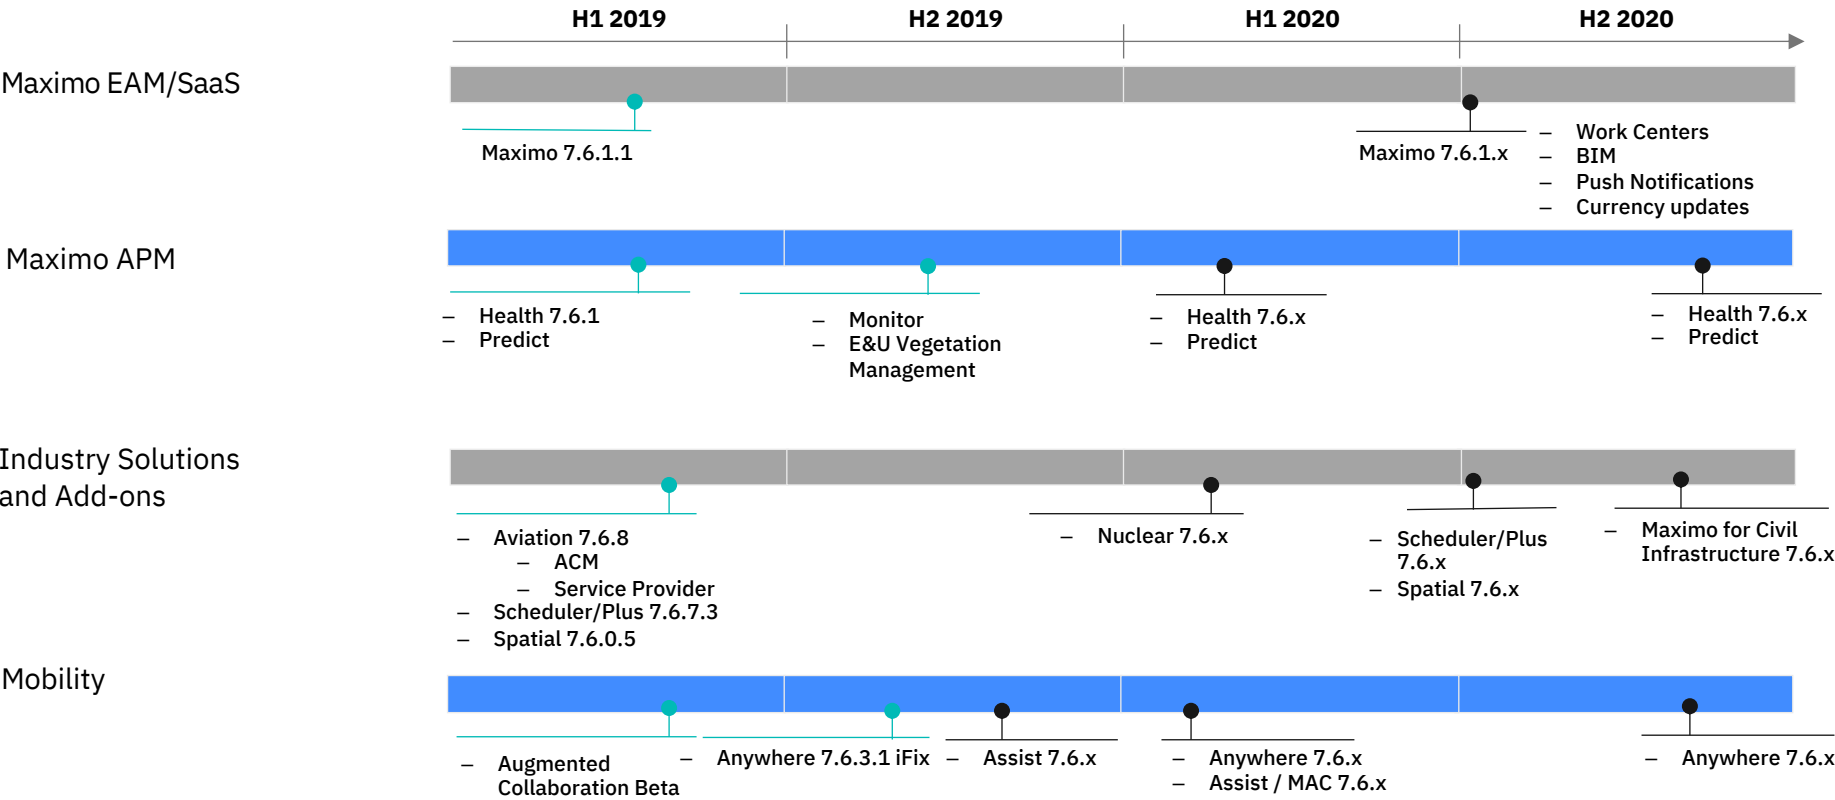 H1 2019
H2 2019
H1 2020
H2 2020
Maximo EAM/SaaS
Maximo 7.6.1.1
Maximo 7.6.1.x
– Work Centers
– BIM
– Push Notifications
– Currency updates
Maximo APM
– Health 7.6.1
– Predict
– Monitor
– E&U Vegetation
Management
– Health 7.6.x
– Predict
– Health 7.6.x
– Predict
Industry Solutions
and Add-ons
– Aviation 7.6.8
– ACM
– Service Provider
– Scheduler/Plus 7.6.7.3
– Spatial 7.6.0.5
– Nuclear 7.6.x
– Scheduler/Plus
7.6.x
– Spatial 7.6.x
– Maximo for Civil
Infrastructure 7.6.x
Mobility
– Augmented
Collaboration Beta
– Anywhere 7.6.3.1 iFix
– Assist 7.6.x
– Anywhere 7.6.x
– Assist / MAC 7.6.x
– Anywhere 7.6.x